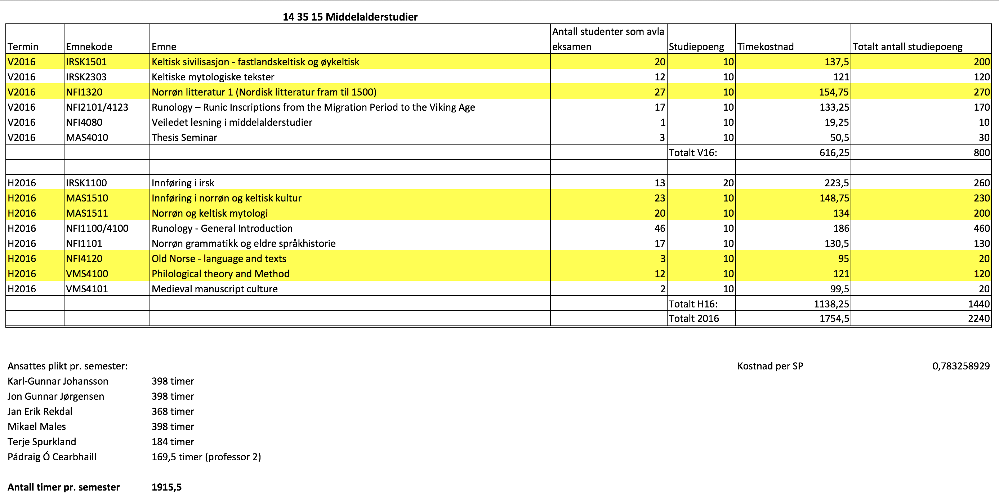 14 35 15 Middelalderstudier
Termin Emnekode Emne Antall studenter som avla eksamen Studiepoeng Timekostnad Totalt antall studiepoeng
V2016 IRSK1501 Keltisk sivilisasjon - fastlandskeltisk og øykeltisk 20 10 137,5 200
V2016 IRSK2303 Keltiske mytologiske tekster 12 10 121 120
V2016 NFI1320 Norrøn litteratur 1 (Nordisk litteratur fram til 1500) 27 10 154,75 270
V2016 NFI2101/4123 Runology – Runic Inscriptions from the Migration Period to the Viking Age 17 10 133,25 170
V2016 NFI4080 Veiledet lesning i middelalderstudier 1 10 19,25 10
V2016 MAS4010 Thesis Seminar 3 10 50,5 30
Totalt V16: 616,25 800
H2016 IRSK1100 Innføring i irsk 13 20 223,5 260
H2016 MAS1510 Innføring i norrøn og keltisk kultur 23 10 148,75 230
H2016 MAS1511 Norrøn og keltisk mytologi 20 10 134 200
H2016 NFI1100/4100 Runology - General Introduction 46 10 186 460
H2016 NFI1101 Norrøn grammatikk og eldre språkhistorie 17 10 130,5 130
H2016 NFI4120 Old Norse - language and texts 3 10 95 20
H2016 VMS4100 Philological theory and Method 12 10 121 120
H2016 VMS4101 Medieval manuscript culture 2 10 99,5 20
Totalt H16: 1138,25 1440
Totalt 2016 1754,5 2240
Ansattes plikt pr. semester: Kostnad per SP 0,783258929
Karl-Gunnar Johansson 398 timer
Jon Gunnar Jørgensen 398 timer
Jan Erik Rekdal 368 timer
Mikael Males 398 timer
Terje Spurkland 184 timer
Pádraig Ó Cearbhaill 169,5 timer (professor 2)
Antall timer pr. semester 1915,5